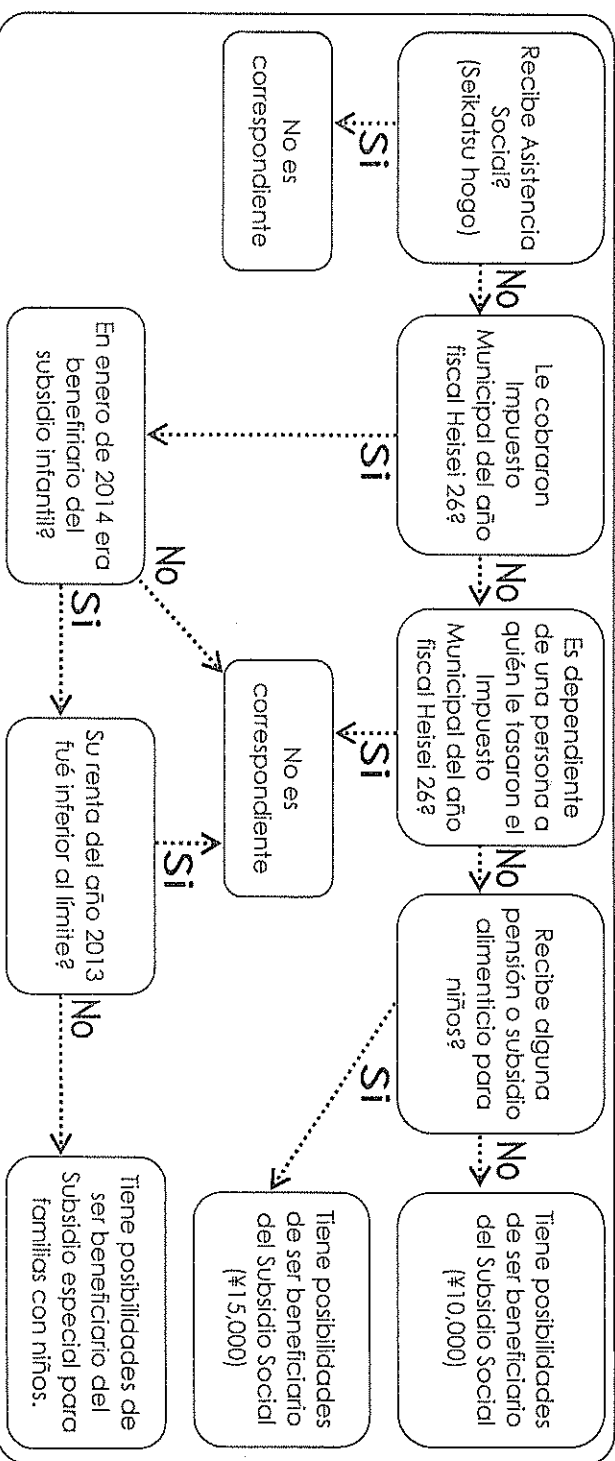 Recibe Asistencia
Social?
(Seikatsu hogo)
No
Si
No es
correspondiente
Le cobraron
Impuesto
Municipal del año
fiscal Heisei 26?
No
Si
Es dependiente
de una persona a
quién le tasaron el
Impuesto
Municipal del año
fiscal Heisei 26?
No
Si
No es
correspondiente
Recibe alguna
pensión o subsidio
alimenticio para
niños?
No
Si
Tiene posibilidades
de ser beneficiario
del Subsidio Social
(¥10,000)
Tiene posibilidades
de ser beneficiario
del Subsidio Social
(¥15,000)
En enero de 2014 era
benefiriario del
subsidio infantil?
No
Si
Su renta del año 2013
fué inferior al límite?
Si
No
Tiene posibilidades de
ser beneficiario del
Subsidio especial para
familias con niños.